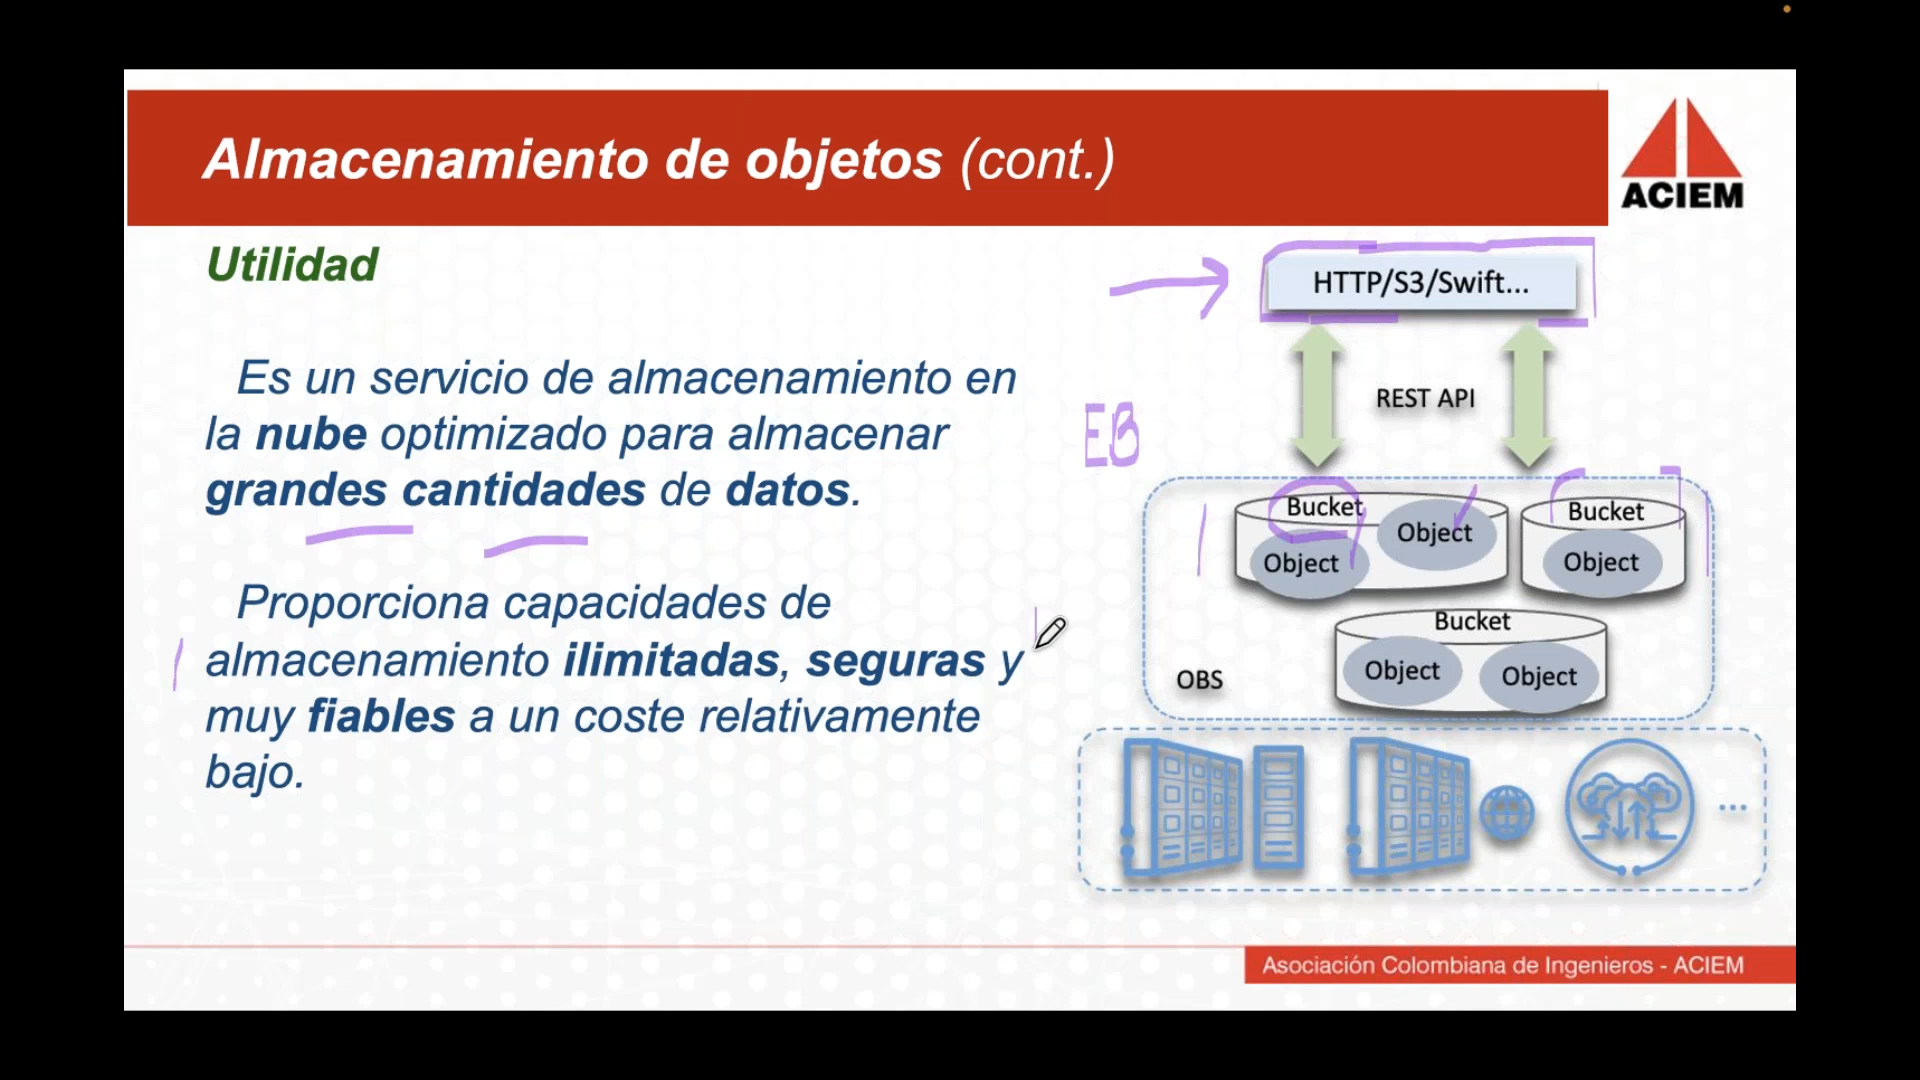 Almacenamiento de objetos (cont.)
ACIEM
Utilidad
Es un servicio de almacenamiento en
la nube optimizado para almacenar
grandes cantidades de datos.
Proporciona capacidades de
almacenamiento ilimitadas, seguras y
muy fiables a un coste relativamente
bajo.
HTTP/S3/Swift...
REST API
EB
Bucket
Object
Object
Bucket
Object
Bucket
Object
Object
OBS
...
Asociación Colombiana de Ingenieros - ACIEM